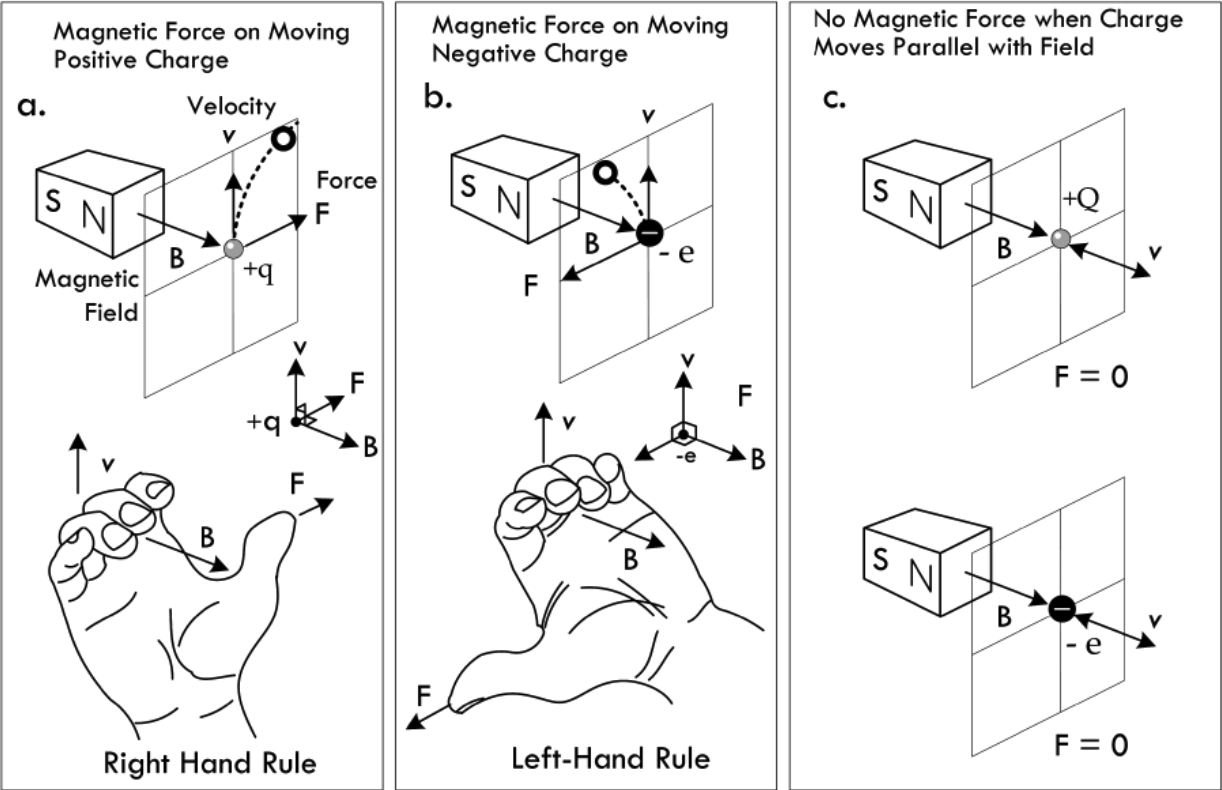 Magnetic Force on Moving
Positive Charge
a.
Velocity
v
S
N
Force
F
B
+q
Magnetic
Field
v
F
+q
B
v
F
B
Right Hand Rule
Magnetic Force on Moving
Negative Charge
b.
v
S
N
B
- e
F
v
F
-e
B
v
B
F
Left-Hand Rule
No Magnetic Force when Charge
Moves Parallel with Field
c.
S
N
+Q
B
v
F = 0
S
N
B
v
- e
F = 0